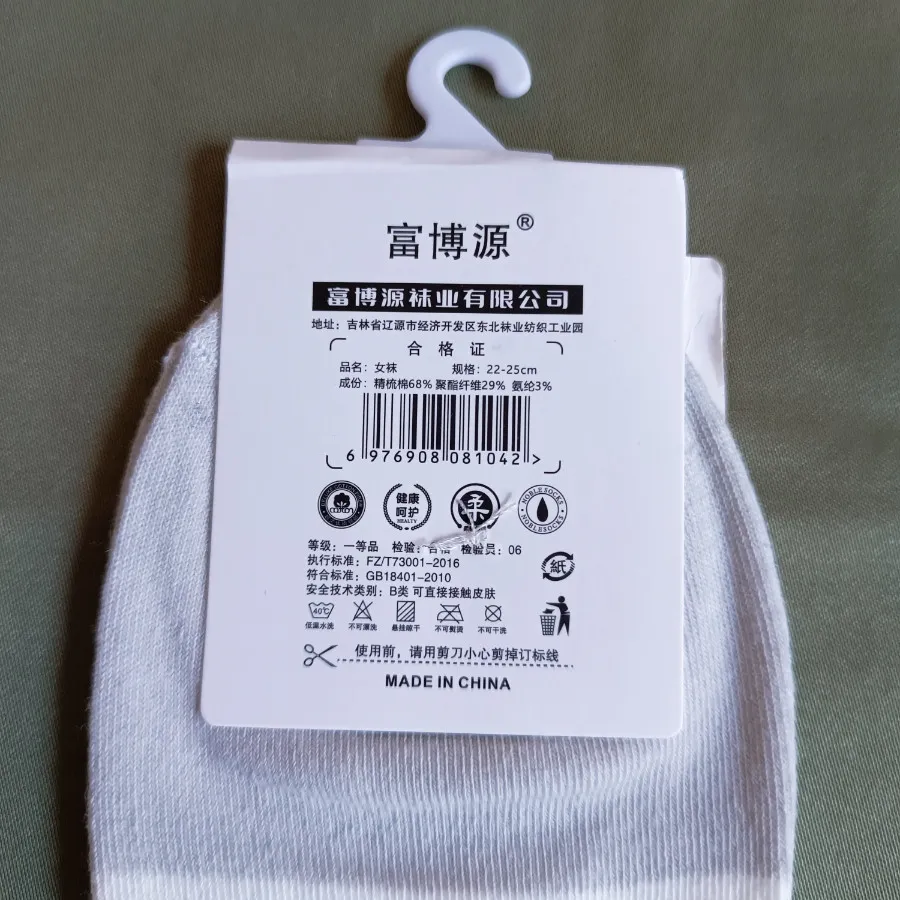 富博源®
富博源袜业有限公司
地址：吉林省辽源市经济开发区东北袜业纺织工业园
合格证
品名：女袜 规格：22-25cm
成份：精梳棉68% 聚酯纤维29% 氨纶3%
6 976908 081042 >
健康
呵护
HEALTY
柔
NOBLE SOCKS
NOBLESOCKS
等级：一等品 检验：合格 检验员：06
执行标准：FZ/T73001-2016
符合标准：GB18401-2010
安全技术类别：B类 可直接接触皮肤
紙
40℃
低温水洗 不可漂洗 悬挂晾干 不可熨烫 不可干洗
使用前，请用剪刀小心剪掉订标线
MADE IN CHINA